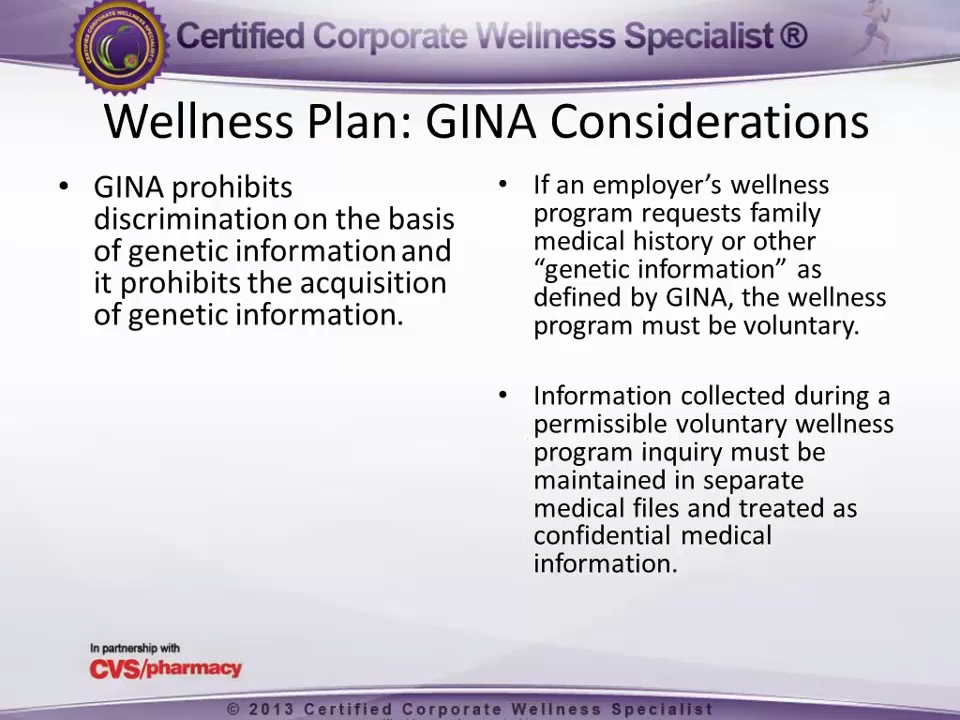 Certified Corporate Wellness Specialist ®
Wellness Plan: GINA Considerations
• GINA prohibits
discrimination on the basis
of genetic information and
it prohibits the acquisition
of genetic information.
• If an employer’s wellness
program requests family
medical history or other
“genetic information” as
defined by GINA, the wellness
program must be voluntary.
• Information collected during a
permissible voluntary wellness
program inquiry must be
maintained in separate
medical files and treated as
confidential medical
information.
In partnership with
CVS/pharmacy
© 2013 Certified Corporate Wellness Specialist